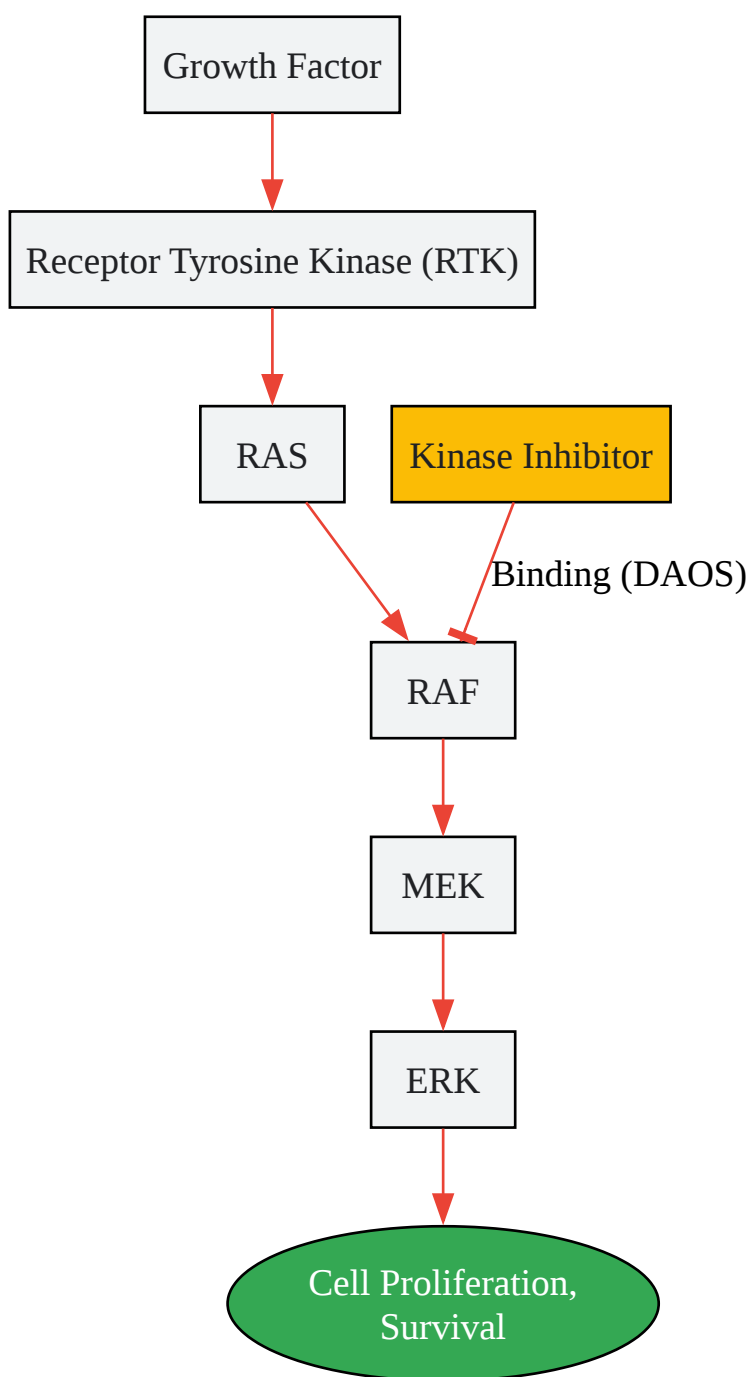 Growth Factor
Receptor Tyrosine Kinase (RTK)
RAS
Kinase Inhibitor
Binding (DAOS)
RAF
MEK
ERK
Cell Proliferation,
Survival